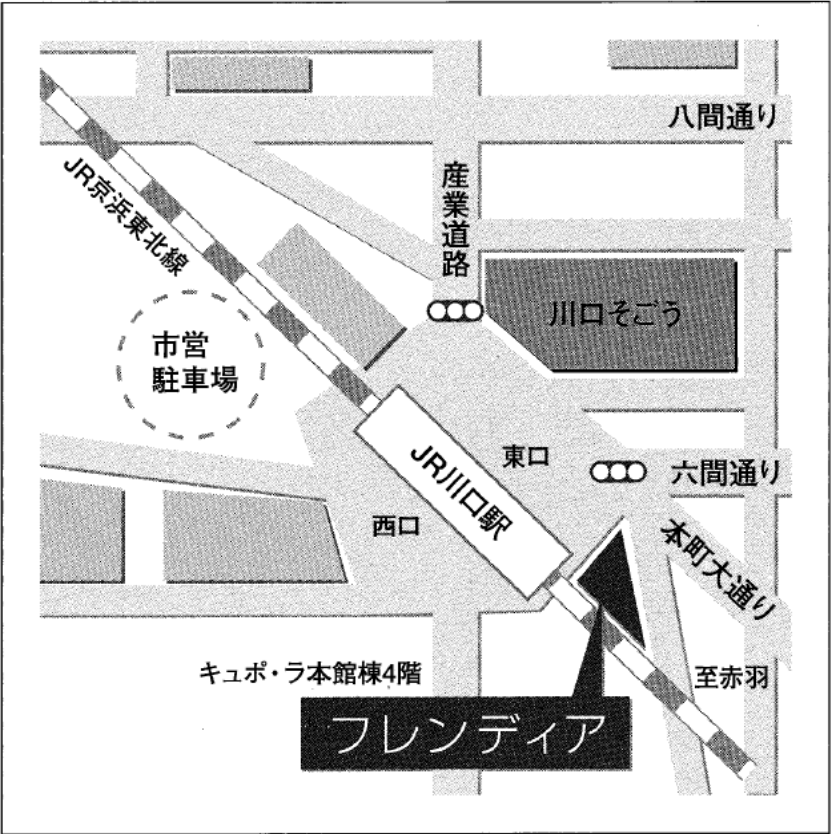 八間通り
産業道路
JR京浜東北線
川口そごう
市営
駐車場
東口
六間通り
JR川口駅
西口
本町大通り
キュポ・ラ本館棟4階
至赤羽
フレンディア